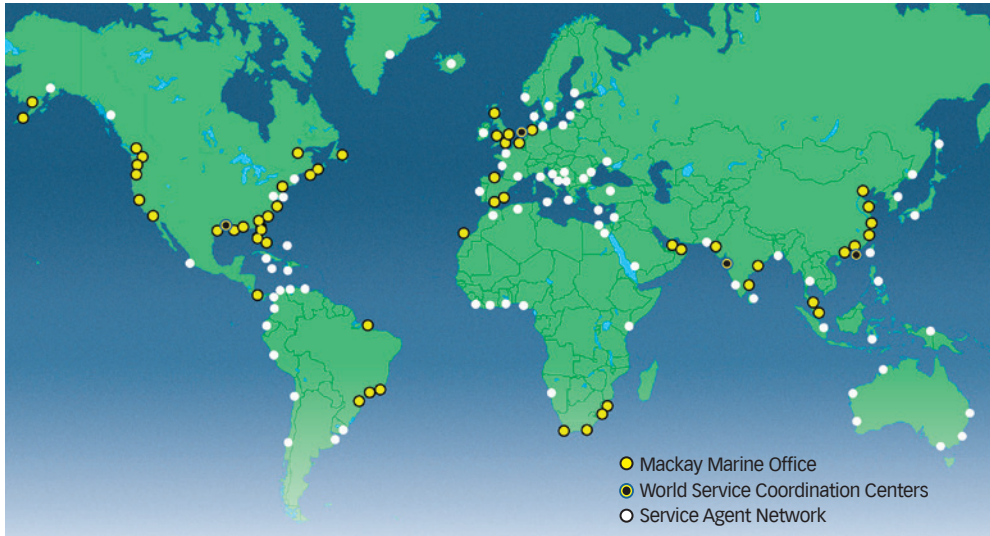 Mackay Marine Office
World Service Coordination Centers
Service Agent Network